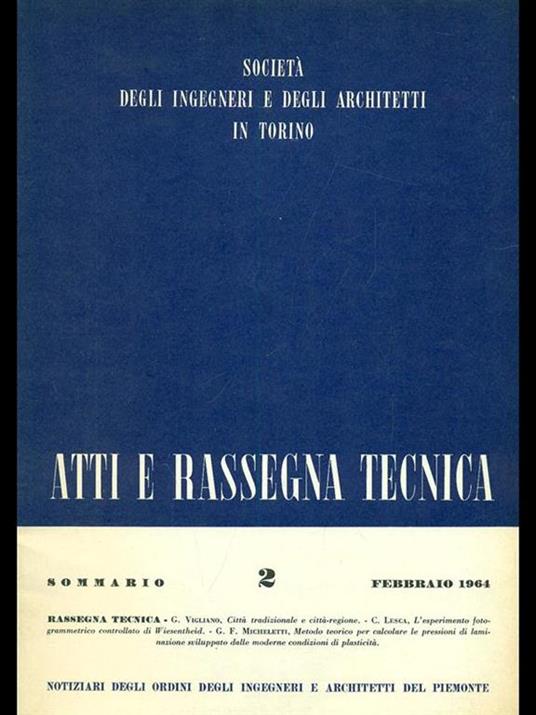 SOCIETÀ
DEGLI INGEGNERI E DEGLI ARCHITETTI
IN TORINO
ATTI E RASSEGNA TECNICA
SOMMARIO 2 FEBBRAIO 1964
RASSEGNA TECNICA - G. VIGLIANO, Città tradizionale e città-regione. - C. LESCA, L'esperimento foto-
grammetrico controllato di Wiesentheid. - G. F. MICHELETTI, Metodo teorico per calcolare le pressioni di lami-
nazione sviluppato dalle moderne condizioni di plasticità.
NOTIZIARI DEGLI ORDINI DEGLI INGEGNERI E ARCHITETTI DEL PIEMONTE